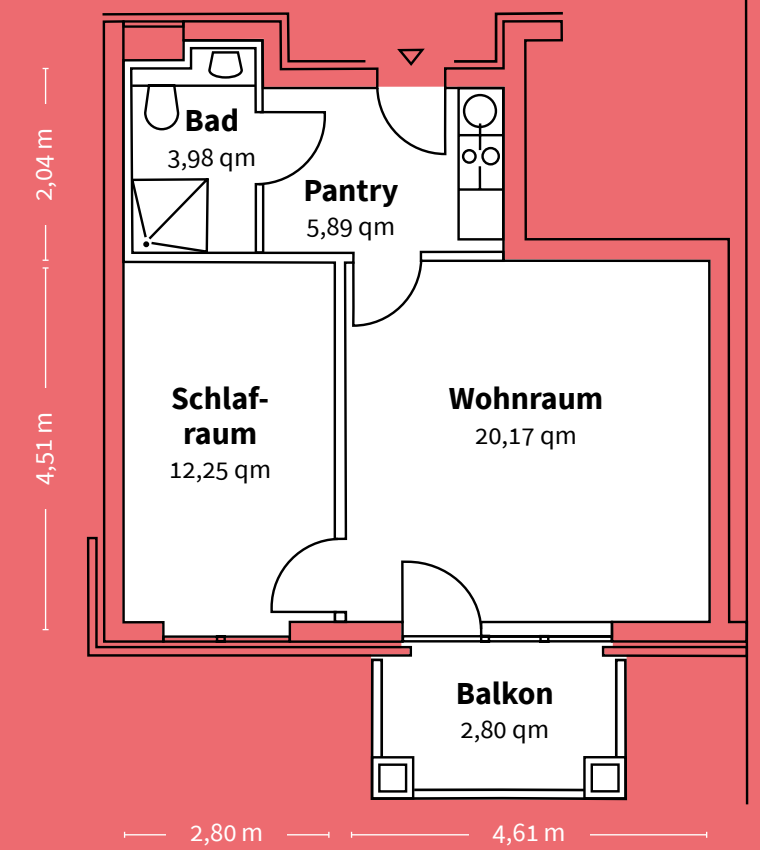 Bad
3,98 qm
Pantry
5,89 qm
2,04 m
Schlaf-
raum
12,25 qm
Wohnraum
20,17 qm
4,51 m
Balkon
2,80 qm
2,80 m
4,61 m